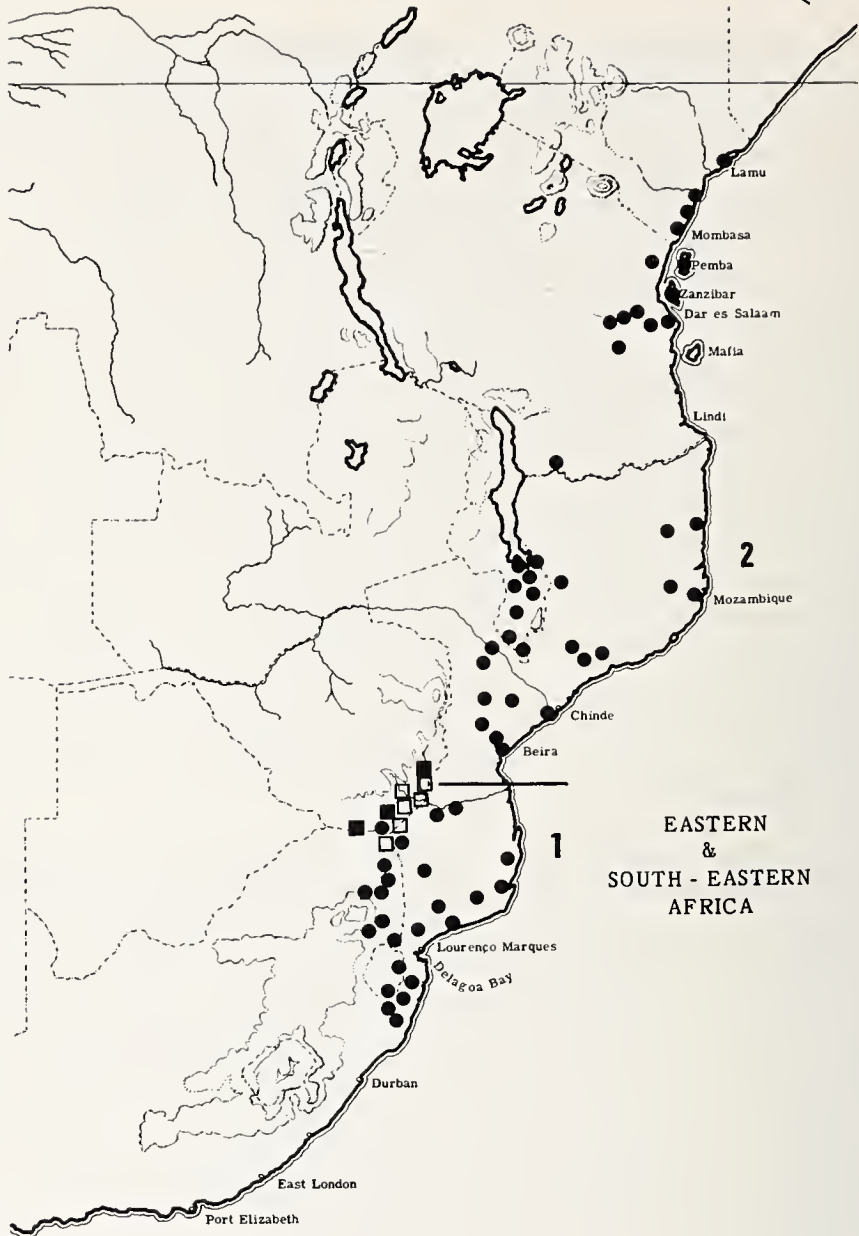 Lamu
Mombasa
Pemba
Zanzibar
Dar es Salaam
Mafia
Lindi
2
Mozambique
Chinde
Beira
1
EASTERN
&
SOUTH - EASTERN
AFRICA
Lourenço Marques
Delagoa Bay
Durban
East London
Port Elizabeth